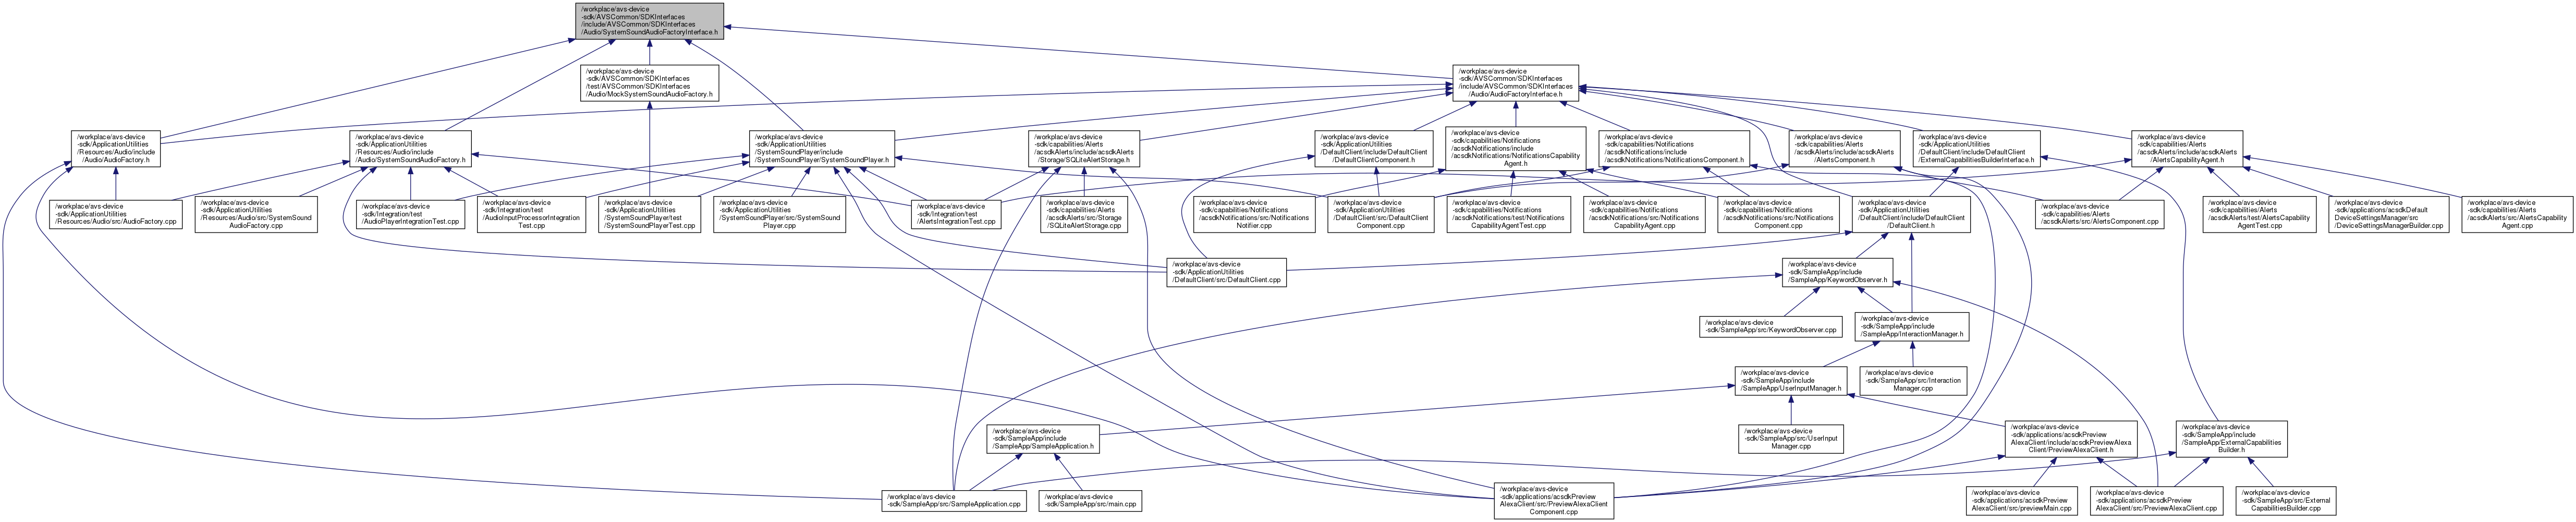 /workplace/avs-device
-sdk/AVSCommon/SDKInterfaces
/include/AVSCommon/SDKInterfaces
/Audio/SystemSoundAudioFactoryInterface.h
/workplace/avs-device
-sdk/AVSCommon/SDKInterfaces
/test/AVSCommon/SDKInterfaces
/Audio/MockSystemSoundAudioFactory.h
/workplace/avs-device
-sdk/AVSCommon/SDKInterfaces
/include/AVSCommon/SDKInterfaces
/Audio/AudioFactoryInterface.h
/workplace/avs-device
-sdk/ApplicationUtilities
/Resources/Audio/include
/Audio/AudioFactory.h
/workplace/avs-device
-sdk/ApplicationUtilities
/Resources/Audio/include
/Audio/SystemSoundAudioFactory.h
/workplace/avs-device
-sdk/ApplicationUtilities
/SystemSoundPlayer/include
/SystemSoundPlayer/SystemSoundPlayer.h
/workplace/avs-device
-sdk/capabilities/Alerts
/acsdkAlerts/include/acsdkAlerts
/Storage/SQLiteAlertStorage.h
/workplace/avs-device
-sdk/ApplicationUtilities
/DefaultClient/include/DefaultClient
/DefaultClientComponent.h
/workplace/avs-device
-sdk/capabilities/Notifications
/acsdkNotifications/include
/acsdkNotifications/NotificationsCapability
Agent.h
/workplace/avs-device
-sdk/capabilities/Notifications
/acsdkNotifications/include
/acsdkNotifications/NotificationsComponent.h
/workplace/avs-device
-sdk/capabilities/Alerts
/acsdkAlerts/include/acsdkAlerts
/AlertsComponent.h
/workplace/avs-device
-sdk/ApplicationUtilities
/DefaultClient/include/DefaultClient
/ExternalCapabilitiesBuilderInterface.h
/workplace/avs-device
-sdk/capabilities/Alerts
/acsdkAlerts/include/acsdkAlerts
/AlertsCapabilityAgent.h
/workplace/avs-device
-sdk/ApplicationUtilities
/Resources/Audio/src/AudioFactory.cpp
/workplace/avs-device
-sdk/ApplicationUtilities
/Resources/Audio/src/SystemSound
AudioFactory.cpp
/workplace/avs-device
-sdk/Integration/test
/AudioPlayerIntegrationTest.cpp
/workplace/avs-device
-sdk/Integration/test
/AudioInputProcessorIntegration
Test.cpp
/workplace/avs-device
-sdk/ApplicationUtilities
/SystemSoundPlayer/test
/SystemSoundPlayerTest.cpp
/workplace/avs-device
-sdk/ApplicationUtilities
/SystemSoundPlayer/src/SystemSound
Player.cpp
/workplace/avs-device
-sdk/Integration/test
/AlertsIntegrationTest.cpp
/workplace/avs-device
-sdk/capabilities/Alerts
/acsdkAlerts/src/Storage
/SQLiteAlertStorage.cpp
/workplace/avs-device
-sdk/capabilities/Notifications
/acsdkNotifications/src/Notifications
Notifier.cpp
/workplace/avs-device
-sdk/ApplicationUtilities
/DefaultClient/src/DefaultClient
Component.cpp
/workplace/avs-device
-sdk/capabilities/Notifications
/acsdkNotifications/test/Notifications
CapabilityAgentTest.cpp
/workplace/avs-device
-sdk/capabilities/Notifications
/acsdkNotifications/src/Notifications
CapabilityAgent.cpp
/workplace/avs-device
-sdk/capabilities/Notifications
/acsdkNotifications/src/Notifications
Component.cpp
/workplace/avs-device
-sdk/ApplicationUtilities
/DefaultClient/include/DefaultClient
/DefaultClient.h
/workplace/avs-device
-sdk/capabilities/Alerts
/acsdkAlerts/src/AlertsComponent.cpp
/workplace/avs-device
-sdk/capabilities/Alerts
/acsdkAlerts/test/AlertsCapability
AgentTest.cpp
/workplace/avs-device
-sdk/applications/acsdkDefault
DeviceSettingsManager/src
/DeviceSettingsManagerBuilder.cpp
/workplace/avs-device
-sdk/capabilities/Alerts
/acsdkAlerts/src/AlertsCapability
Agent.cpp
/workplace/avs-device
-sdk/ApplicationUtilities
/DefaultClient/src/DefaultClient.cpp
/workplace/avs-device
-sdk/SampleApp/include
/SampleApp/KeywordObserver.h
/workplace/avs-device
-sdk/SampleApp/src/KeywordObserver.cpp
/workplace/avs-device
-sdk/SampleApp/include
/SampleApp/InteractionManager.h
/workplace/avs-device
-sdk/SampleApp/include
/SampleApp/UserInputManager.h
/workplace/avs-device
-sdk/SampleApp/src/Interaction
Manager.cpp
/workplace/avs-device
-sdk/SampleApp/include
/SampleApp/SampleApplication.h
/workplace/avs-device
-sdk/SampleApp/src/UserInput
Manager.cpp
/workplace/avs-device
-sdk/applications/acsdkPreview
AlexaClient/include/acsdkPreviewAlexa
Client/PreviewAlexaClient.h
/workplace/avs-device
-sdk/SampleApp/include
/SampleApp/ExternalCapabilities
Builder.h
/workplace/avs-device
-sdk/SampleApp/src/SampleApplication.cpp
/workplace/avs-device
-sdk/SampleApp/src/main.cpp
/workplace/avs-device
-sdk/applications/acsdkPreview
AlexaClient/src/PreviewAlexaClient
Component.cpp
/workplace/avs-device
-sdk/applications/acsdkPreview
AlexaClient/src/previewMain.cpp
/workplace/avs-device
-sdk/applications/acsdkPreview
AlexaClient/src/PreviewAlexaClient.cpp
/workplace/avs-device
-sdk/SampleApp/src/External
CapabilitiesBuilder.cpp